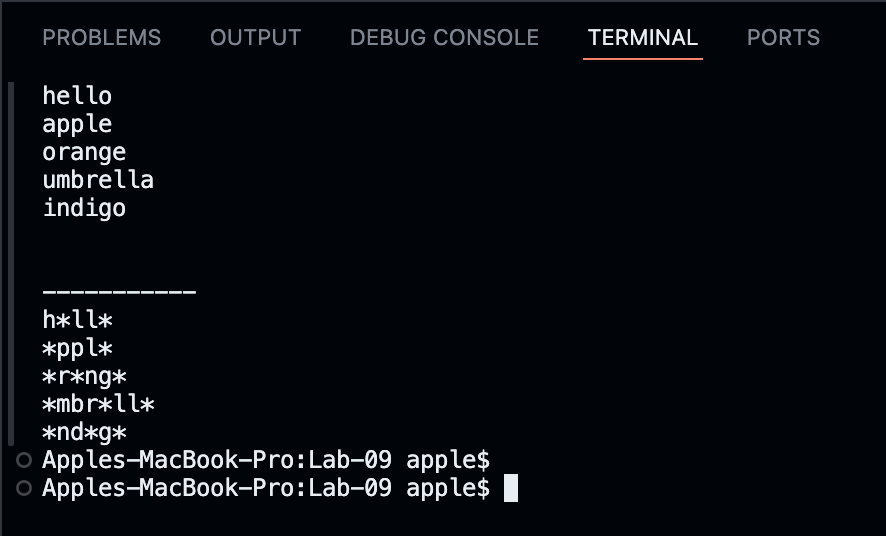 PROBLEMS OUTPUT DEBUG CONSOLE TERMINAL PORTS
hello
apple
orange
umbrella
indigo
-----------
h*ll*
*ppl*
*r*ng*
*mbr*ll*
*nd*g*
Apples-MacBook-Pro:Lab-09 apple$
Apples-MacBook-Pro:Lab-09 apple$